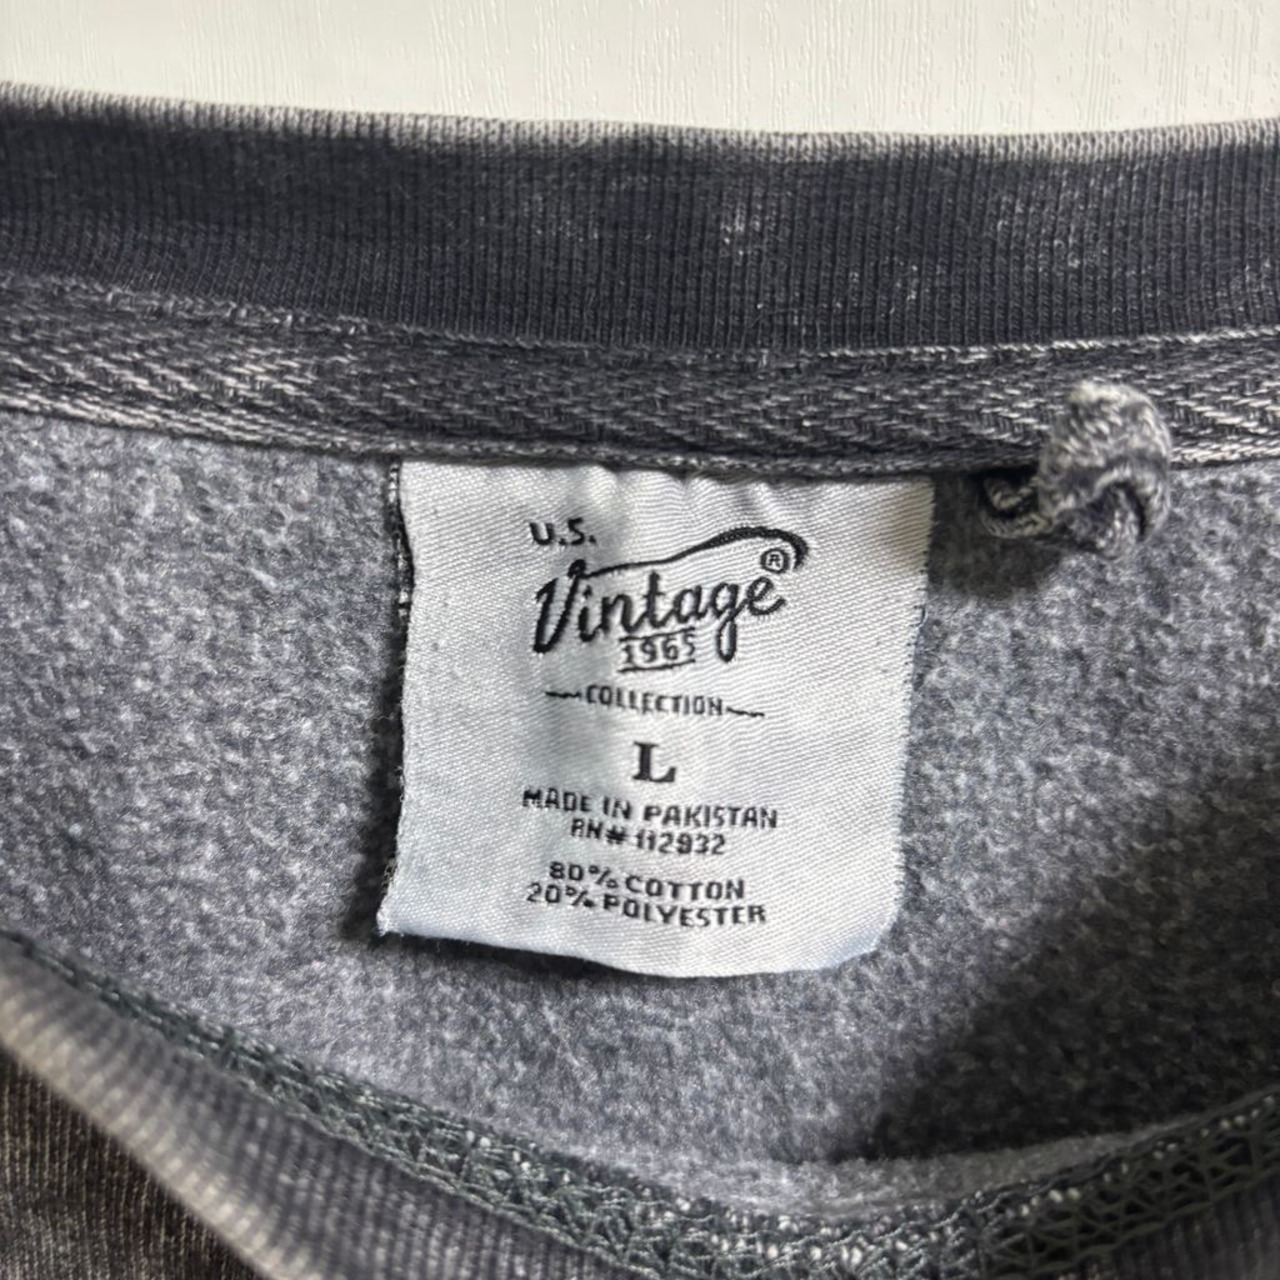 U.S.
Vintage®
1965
COLLECTION
L
MADE IN PAKISTAN
RN# 112932
80% COTTON
20% POLYESTER